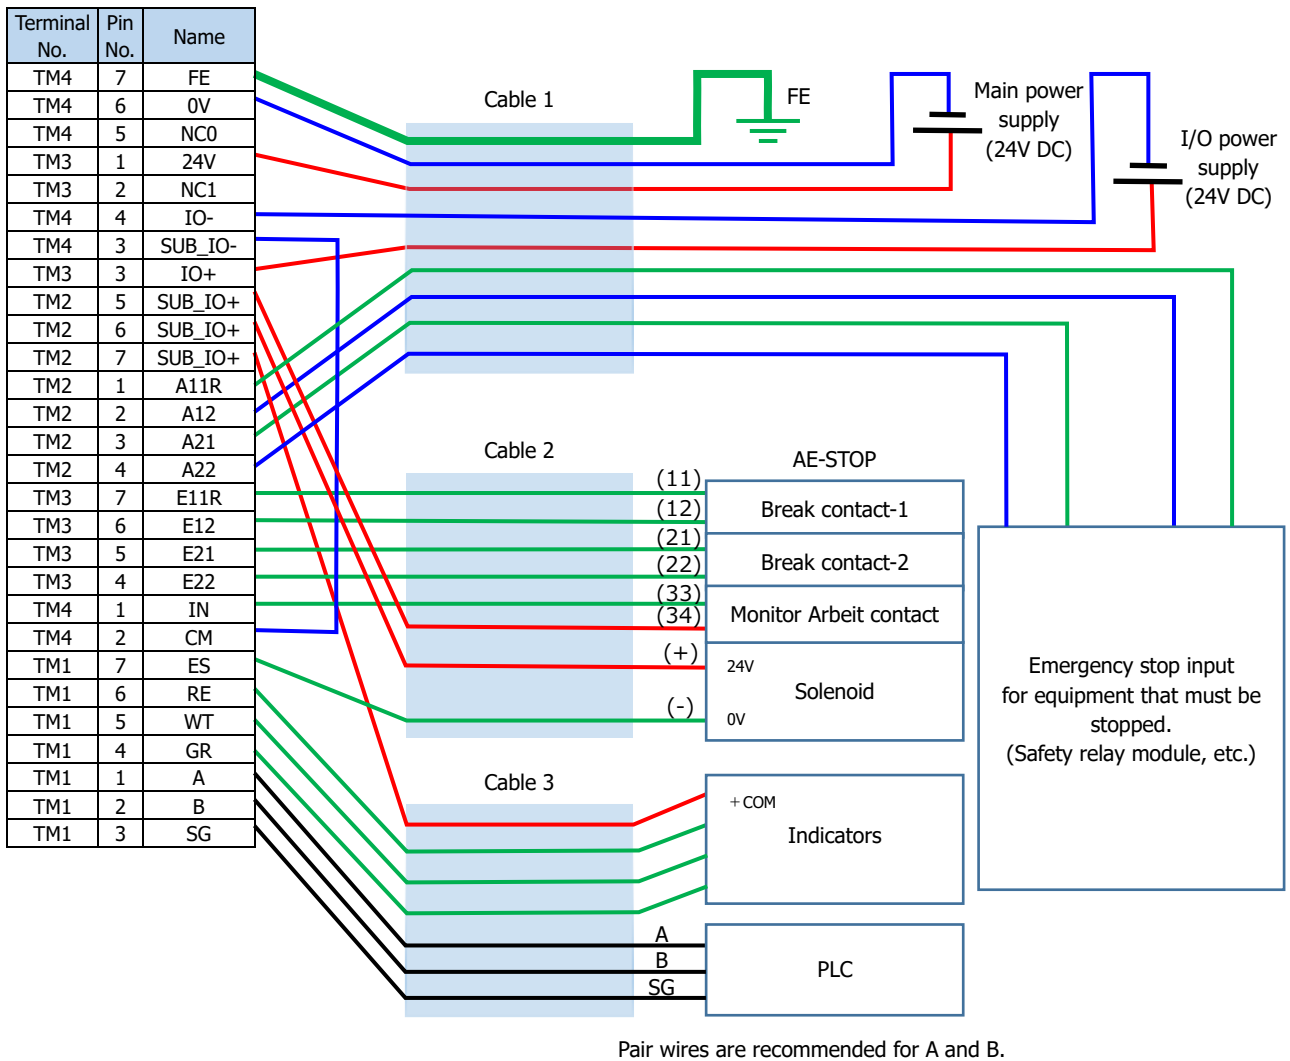 Terminal No. Pin No. Name
TM4 7 FE
TM4 6 0V
TM4 5 NC0
TM3 1 24V
TM3 2 NC1
TM4 4 IO-
TM4 3 SUB_IO-
TM3 3 IO+
TM2 5 SUB_IO+
TM2 6 SUB_IO+
TM2 7 SUB_IO+
TM2 1 A11R
TM2 2 A12
TM2 3 A21
TM2 4 A22
TM3 7 E11R
TM3 6 E12
TM3 5 E21
TM3 4 E22
TM4 1 IN
TM4 2 CM
TM1 7 ES
TM1 6 RE
TM1 5 WT
TM1 4 GR
TM1 1 A
TM1 2 B
TM1 3 SG
Cable 1
FE
Main power
supply
(24V DC)
I/O power
supply
(24V DC)
Cable 2
AE-STOP
(11)
(12)
Break contact-1
(21)
(22)
Break contact-2
(33)
(34)
Monitor Arbeit contact
(+)
24V
Solenoid
(-)
0V
Emergency stop input
for equipment that must be
stopped.
(Safety relay module, etc.)
Cable 3
＋COM
Indicators
A
B
SG
PLC
Pair wires are recommended for A and B.